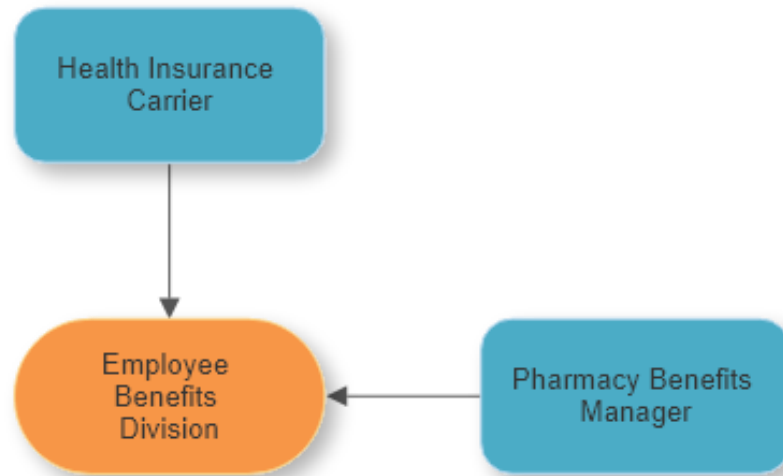 Health Insurance
Carrier
Employee
Benefits
Division
Pharmacy Benefits
Manager